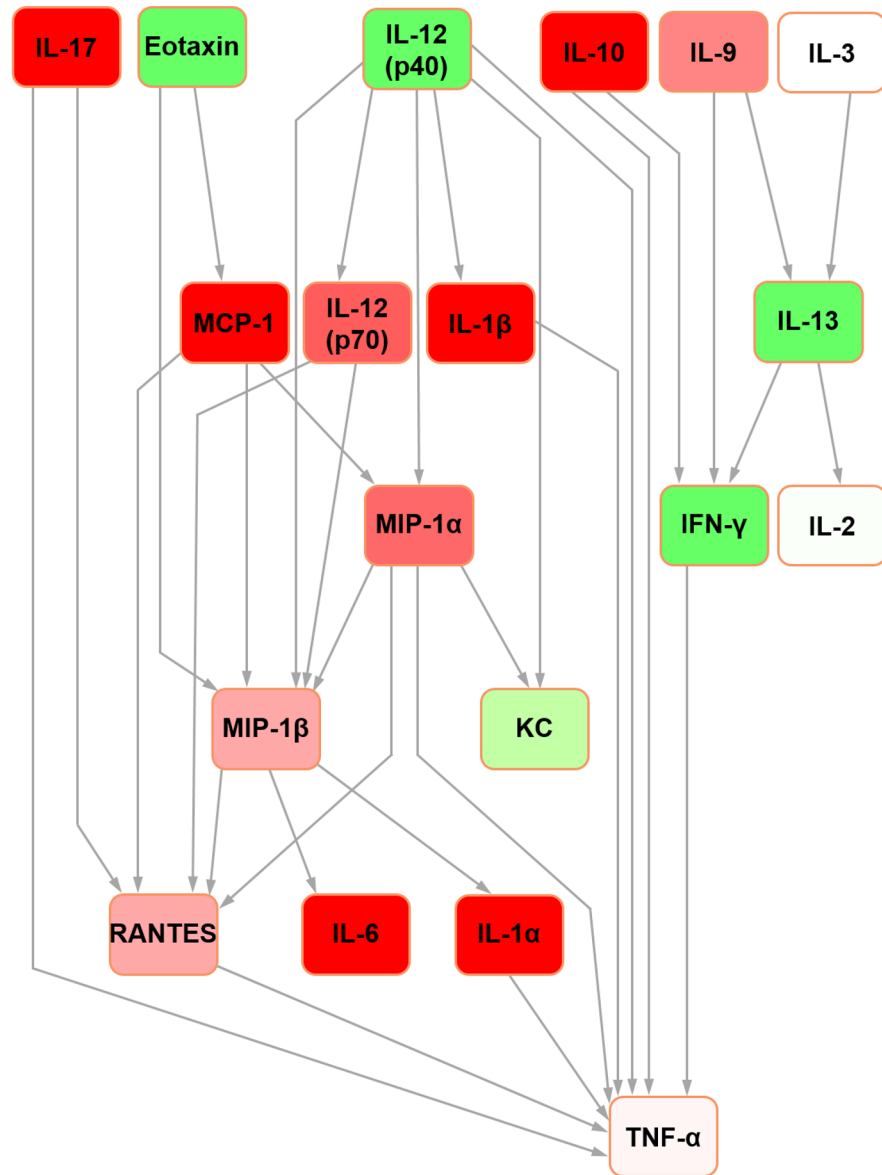 IL-17
Eotaxin
IL-12
(p40)
IL-10
IL-9
IL-3
MCP-1
IL-12
(p70)
IL-1β
IL-13
MIP-1α
IFN-γ
IL-2
MIP-1β
KC
RANTES
IL-6
IL-1α
TNF-α